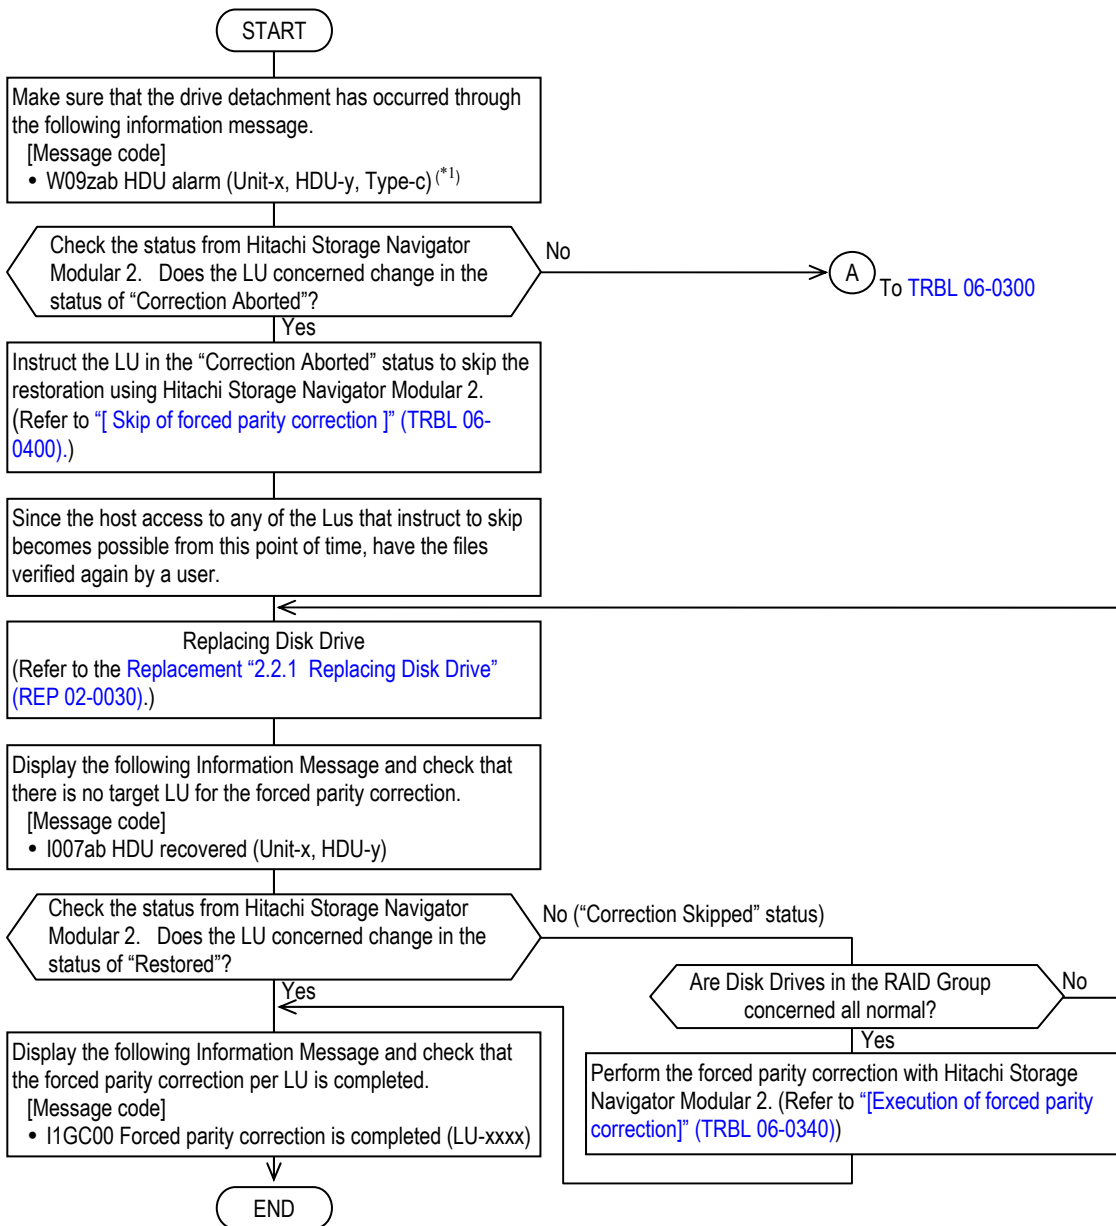 START
Make sure that the drive detachment has occurred through
the following information message.
[Message code]
• W09zab HDU alarm (Unit-x, HDU-y, Type-c) (*1)
Check the status from Hitachi Storage Navigator
Modular 2. Does the LU concerned change in the
status of “Correction Aborted”?
No
A
To TRBL 06-0300
Yes
Instruct the LU in the “Correction Aborted” status to skip the
restoration using Hitachi Storage Navigator Modular 2.
(Refer to “[ Skip of forced parity correction ]” (TRBL 06-
0400).)
Since the host access to any of the Lus that instruct to skip
becomes possible from this point of time, have the files
verified again by a user.
Replacing Disk Drive
(Refer to the Replacement “2.2.1 Replacing Disk Drive”
(REP 02-0030).)
Display the following Information Message and check that
there is no target LU for the forced parity correction.
[Message code]
• I007ab HDU recovered (Unit-x, HDU-y)
Check the status from Hitachi Storage Navigator
Modular 2. Does the LU concerned change in the
status of “Restored”?
No (“Correction Skipped” status)
Are Disk Drives in the RAID Group
concerned all normal?
No
Yes
Yes
Perform the forced parity correction with Hitachi Storage
Navigator Modular 2. (Refer to “[Execution of forced parity
correction]” (TRBL 06-0340))
Display the following Information Message and check that
the forced parity correction per LU is completed.
[Message code]
• I1GC00 Forced parity correction is completed (LU-xxxx)
END